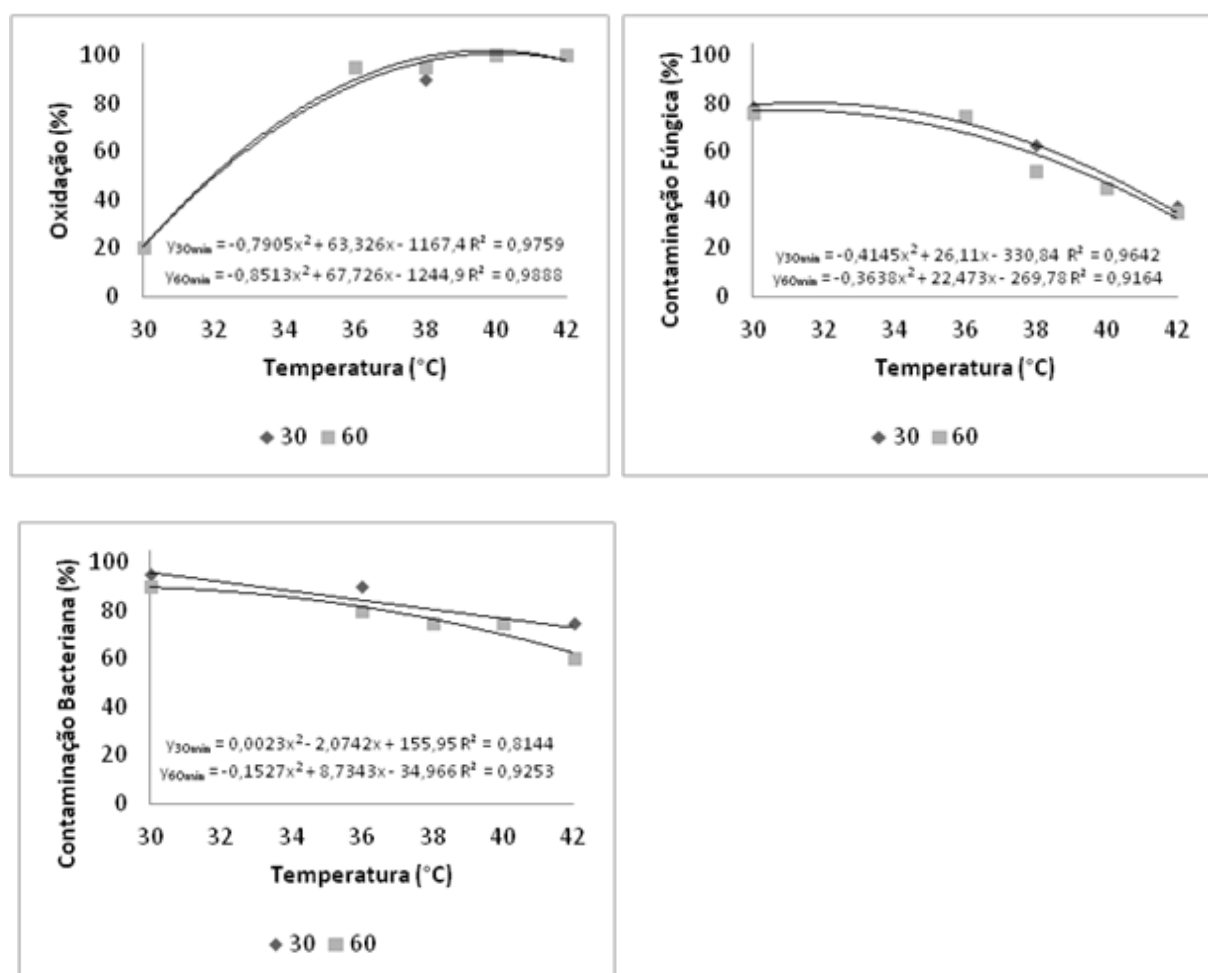 Oxidação (%)
100
80
60
40
20
0
y30min = -0,7905x² + 63,326x - 1167,4 R² = 0,9759
y60min = -0,8513x² + 67,726x - 1244,9 R² = 0,9888
30 32 34 36 38 40 42
Temperatura (°C)
30 60
Contaminação Fúngica (%)
100
80
60
40
20
0
y30min = -0,4145x² + 26,11x - 330,84 R² = 0,9642
y60min = -0,3638x² + 22,473x - 269,78 R² = 0,9164
30 32 34 36 38 40 42
Temperatura (°C)
30 60
Contaminação Bacteriana (%)
100
80
60
40
20
0
y30min = 0,0023x² - 2,0742x + 155,95 R² = 0,8144
y60min = -0,1527x² + 8,7343x - 34,966 R² = 0,9253
30 32 34 36 38 40 42
Temperatura (°C)
30 60